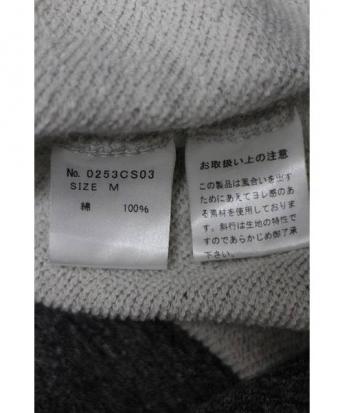 No. 0253CS03
SIZE M
綿 100%
お取扱い上の注意
この製品は風合いを出す
ためにあえてヨレ感のあ
る素材を使用しておりま
す。斜行は生地の特性で
すのであらかじめ御了承
下さい。